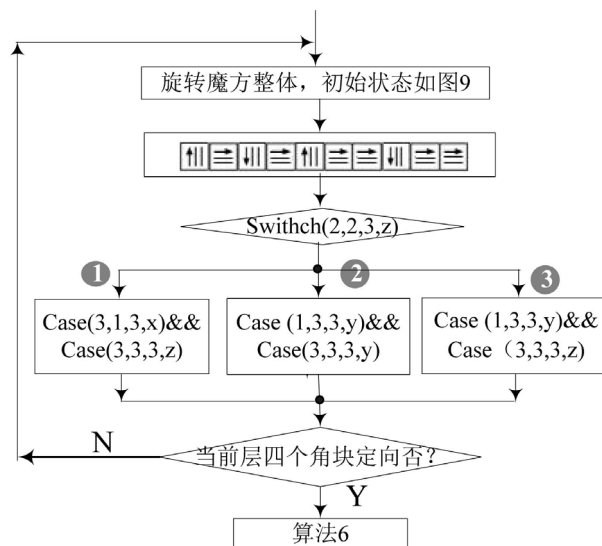 旋转魔方整体，初始状态如图9
Swithch(2,2,3,z)
1
2
3
Case(3,1,3,x)&&
Case(3,3,3,z)
Case (1,3,3,y)&&
Case(3,3,3,y)
Case (1,3,3,y)&&
Case（3,3,3,z)
N
当前层四个角块定向否？
Y
算法6